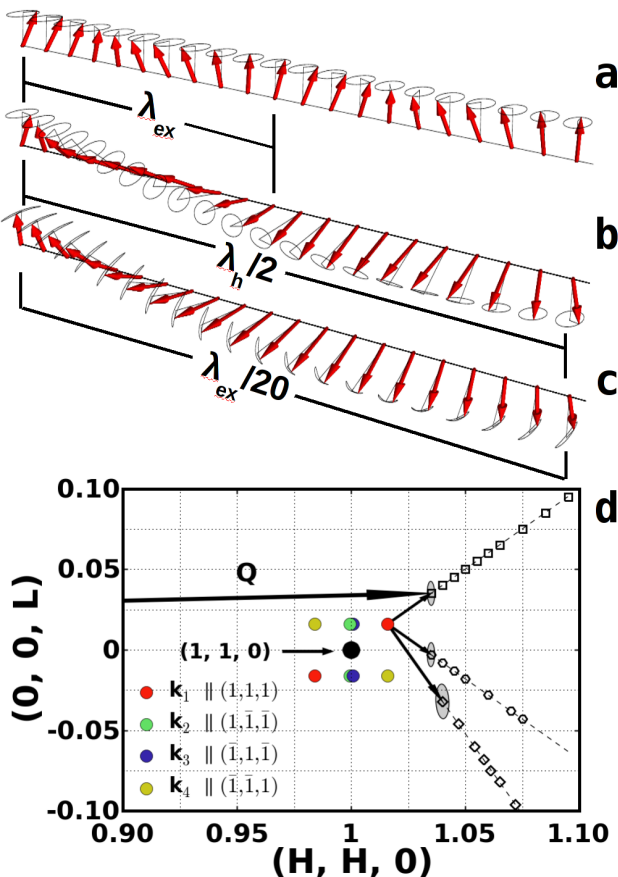 a
λex
b
λh/2
c
λex/20
d
0.10
0.05
0
-0.05
-0.10
(0, 0, L)
Q
(1, 1, 0)
k₁ ∥ (1,1,1)
k₂ ∥ (1,1̄,1̄)
k₃ ∥ (1̄,1,1̄)
k₄ ∥ (1̄,1̄,1)
0.90 0.95 1 1.05 1.10
(H, H, 0)